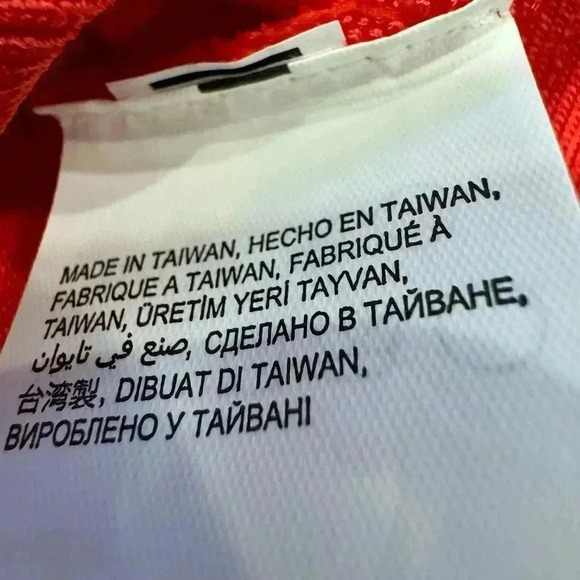 MADE IN TAIWAN, HECHO EN TAIWAN,
FABRIQUE A TAIWAN, FABRIQUÉ À
TAIWAN, ÜRETİM YERİ TAYVAN,
صنع في تايوان, СДЕЛАНО В ТАЙВАНЕ,
台湾製, DIBUAT DI TAIWAN,
ВИРОБЛЕНО У ТАЙВАНІ